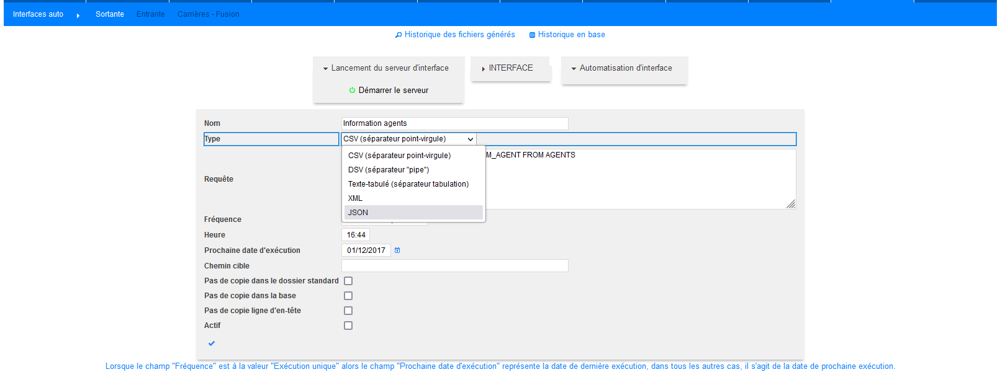 Interfaces auto Sortante Entrante Carrières - Fusion
Historique des fichiers générés Historique en base
Lancement du serveur d'interface INTERFACE Automatisation d'interface
Démarrer le serveur
Nom Information agents
Type CSV (séparateur point-virgule)
CSV (séparateur point-virgule) M_AGENT FROM AGENTS
DSV (séparateur "pipe")
Requête
Texte-tabulé (séparateur tabulation)
XML
JSON
Fréquence
Heure 16:44
Prochaine date d'exécution 01/12/2017
Chemin cible
Pas de copie dans le dossier standard
Pas de copie dans la base
Pas de copie ligne d'en-tête
Actif
Lorsque le champ "Fréquence" est à la valeur "Exécution unique" alors le champ "Prochaine date d'exécution" représente la date de dernière exécution, dans tous les autres cas, il s'agit de la date de prochaine exécution.